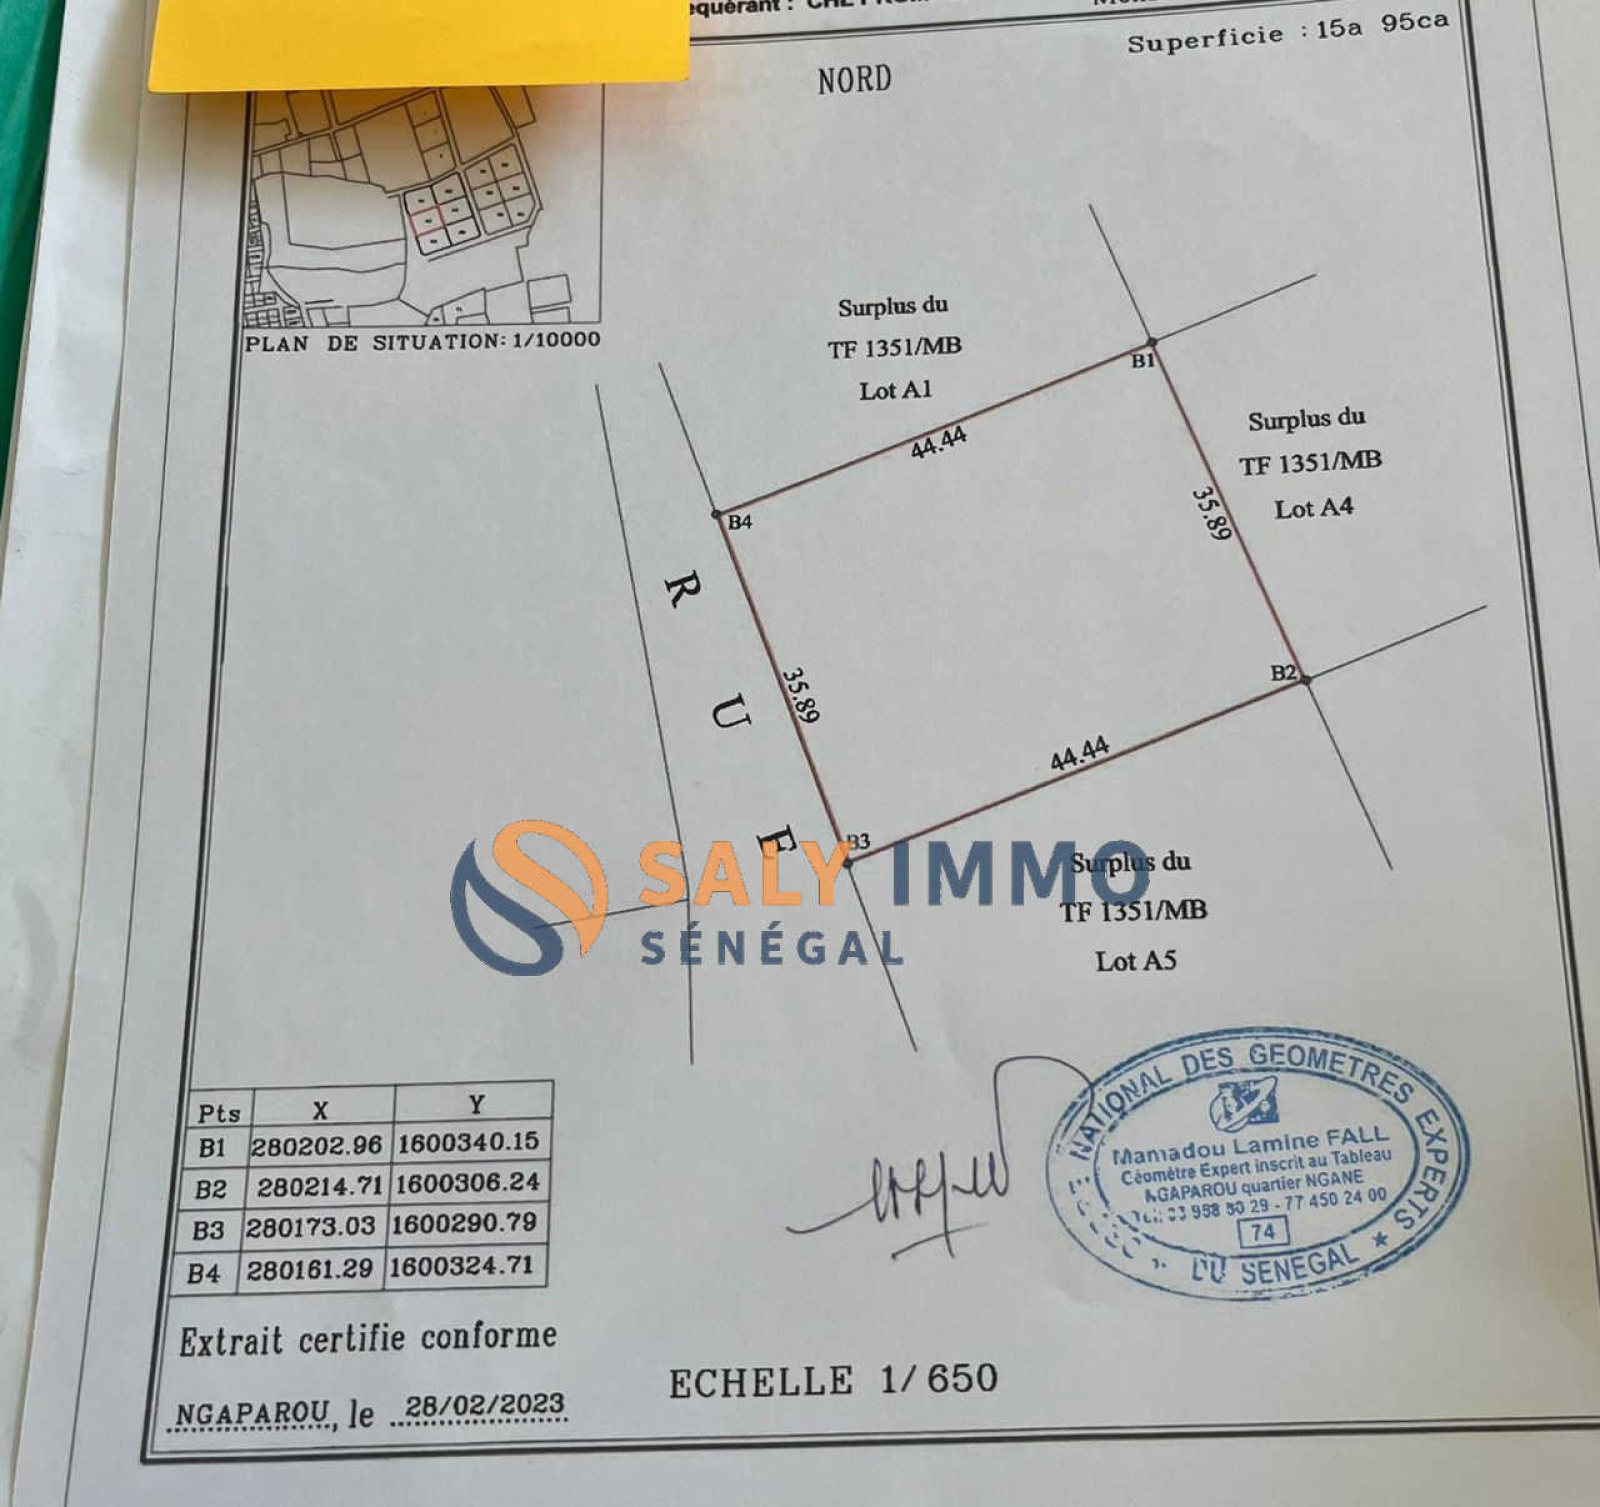 Superficie : 15a 95ca
NORD
PLAN DE SITUATION: 1/10000
Surplus du
TF 1351/MB
Lot A1
B1
44.44
Surplus du
TF 1351/MB
Lot A4
35.89
B4
RUE
35.89
B2
44.44
B3
Surplus du
TF 1351/MB
Lot A5
SALY IMMO
SÉNÉGAL
Pts X Y
B1 280202.96 1600340.15
B2 280214.71 1600306.24
B3 280173.03 1600290.79
B4 280161.29 1600324.71
NATIONAL DES GEOMETRES EXPERTS
Mamadou Lamine FALL
Géomètre Expert inscrit au Tableau
NGAPAROU quartier NGANE
77 450 24 00
74
DU SENEGAL
Extrait certifie conforme
NGAPAROU, le 28/02/2023
ECHELLE 1/650